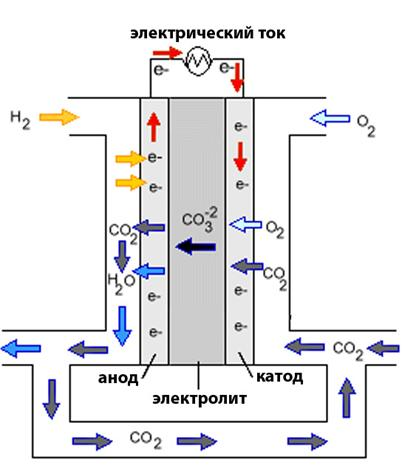 электрический ток
e- e-
H₂ e- O₂
e-
e- e-
CO₂ CO₃⁻² O₂
H₂O CO₂
e- e-
e- e- CO₂
анод катод
электролит
CO₂